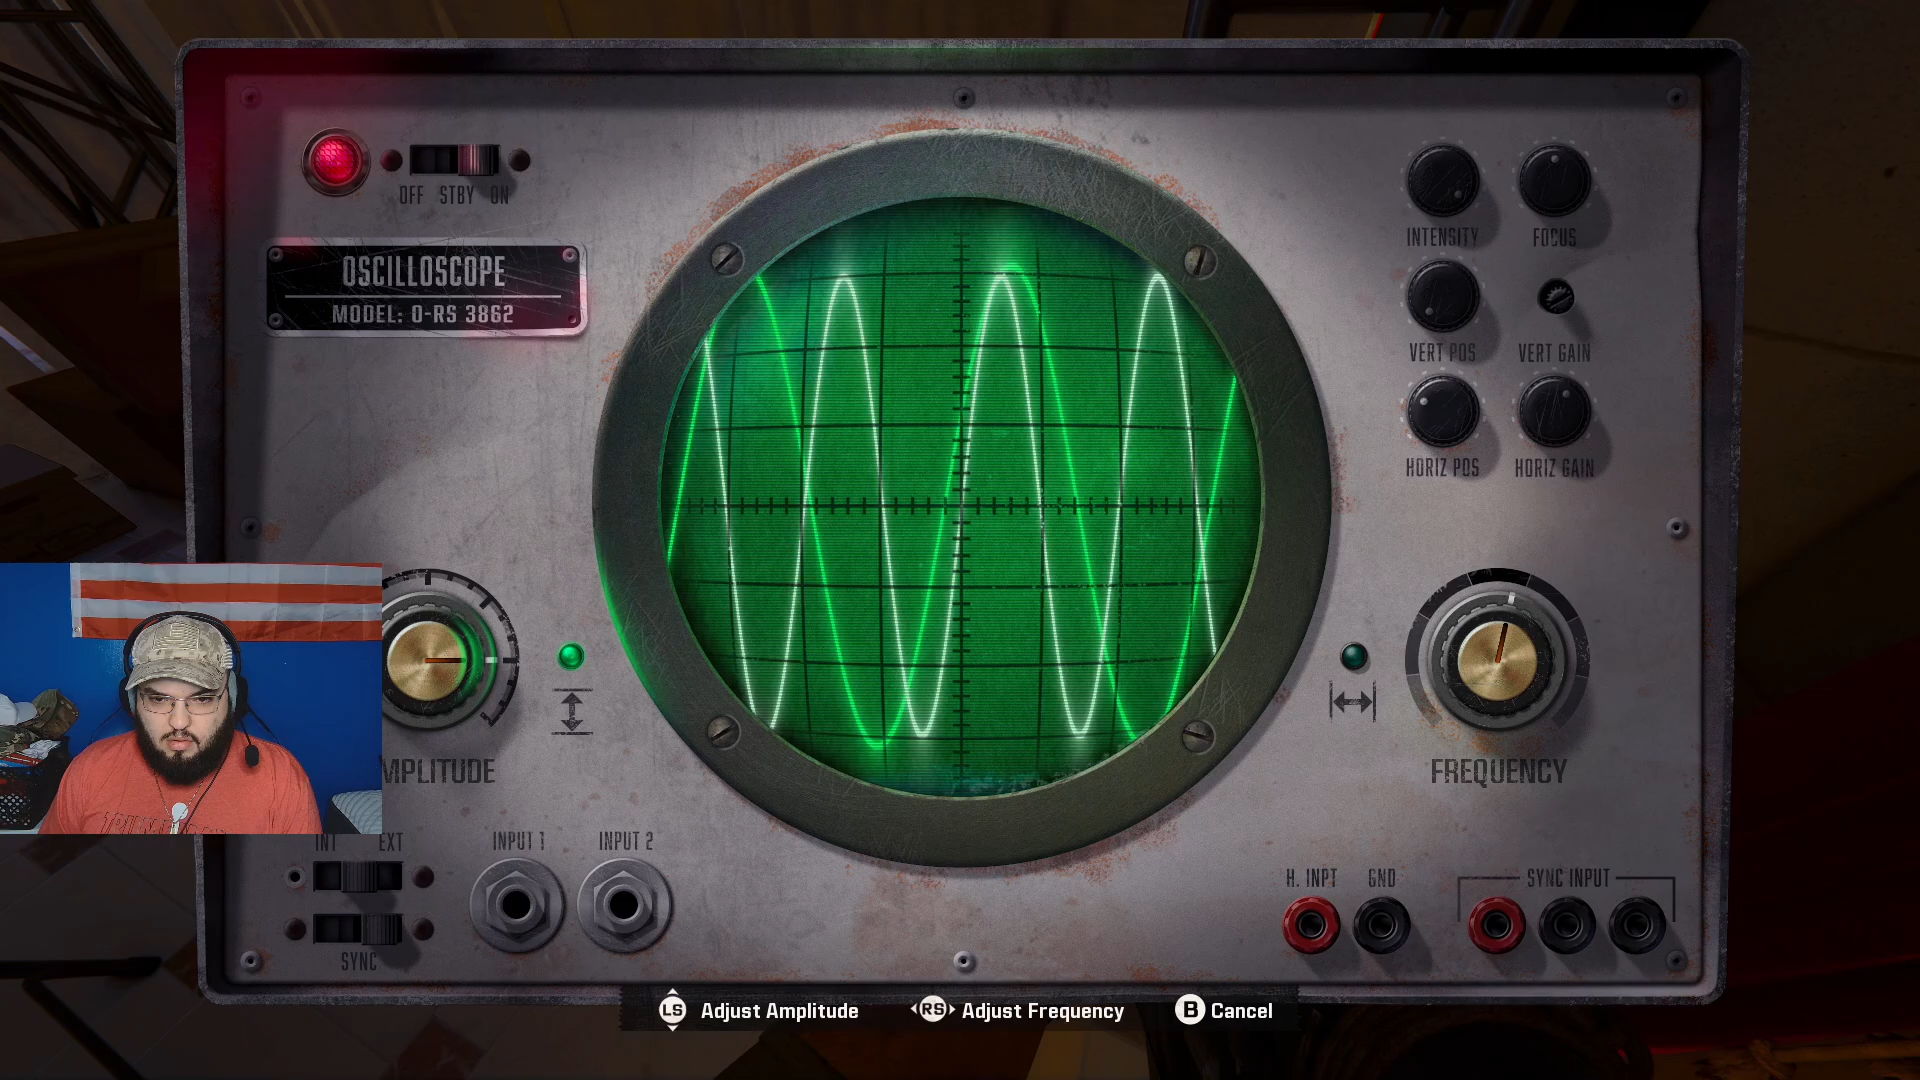 OFF STBY ON
OSCILLOSCOPE
MODEL: O-RS 3862
INTENSITY
FOCUS
VERT POS
VERT GAIN
HORIZ POS
HORIZ GAIN
MPLITUDE
FREQUENCY
INT EXT
INPUT 1
INPUT 2
SYNC
H. INPT
GND
SYNC INPUT
LS Adjust Amplitude
RS Adjust Frequency
B Cancel